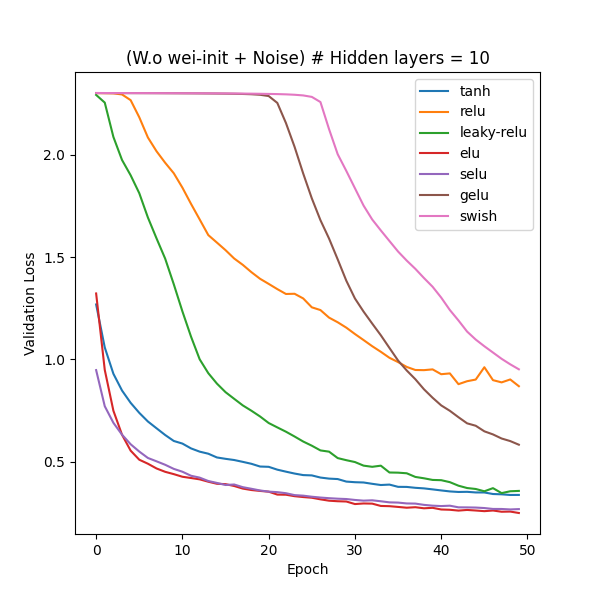 (W.o wei-init + Noise) # Hidden layers = 10
tanh
relu
leaky-relu
elu
selu
gelu
swish
Validation Loss
2.0
1.5
1.0
0.5
0
10
20
30
40
50
Epoch